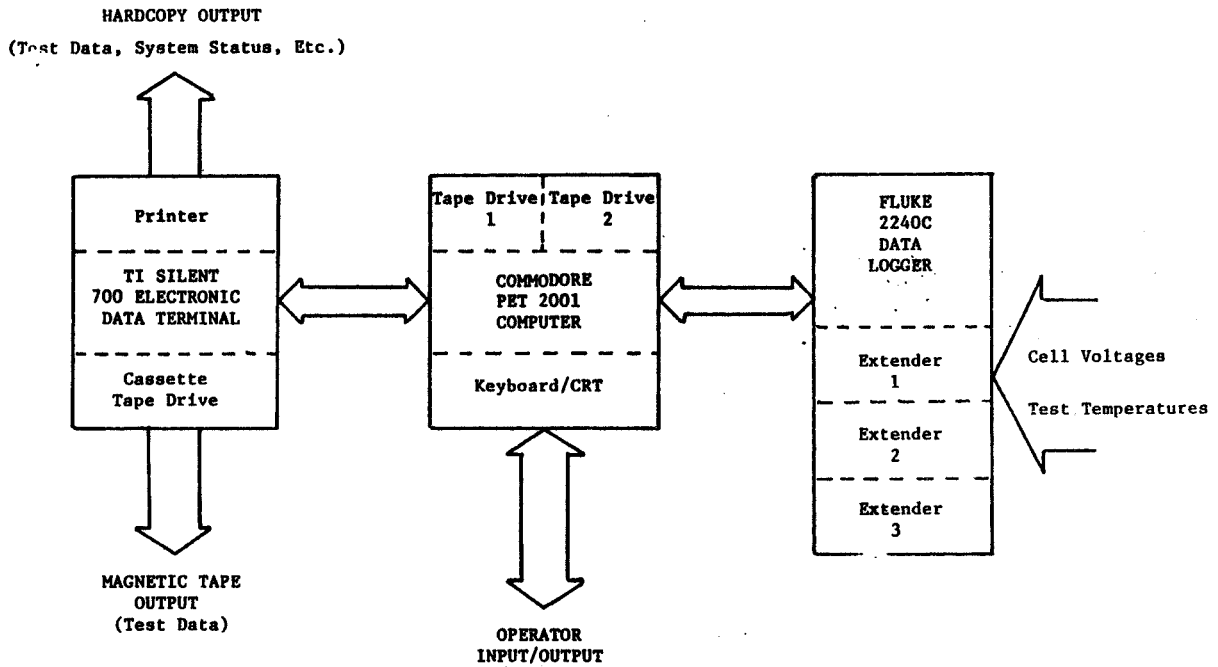 HARDCOPY OUTPUT
(Test Data, System Status, Etc.)
Printer
TI SILENT
700 ELECTRONIC
DATA TERMINAL
Cassette
Tape Drive
MAGNETIC TAPE
OUTPUT
(Test Data)
Tape Drive
1
Tape Drive
2
COMMODORE
PET 2001
COMPUTER
Keyboard/CRT
OPERATOR
INPUT/OUTPUT
FLUKE
2240C
DATA
LOGGER
Extender
1
Extender
2
Extender
3
Cell Voltages
Test Temperatures